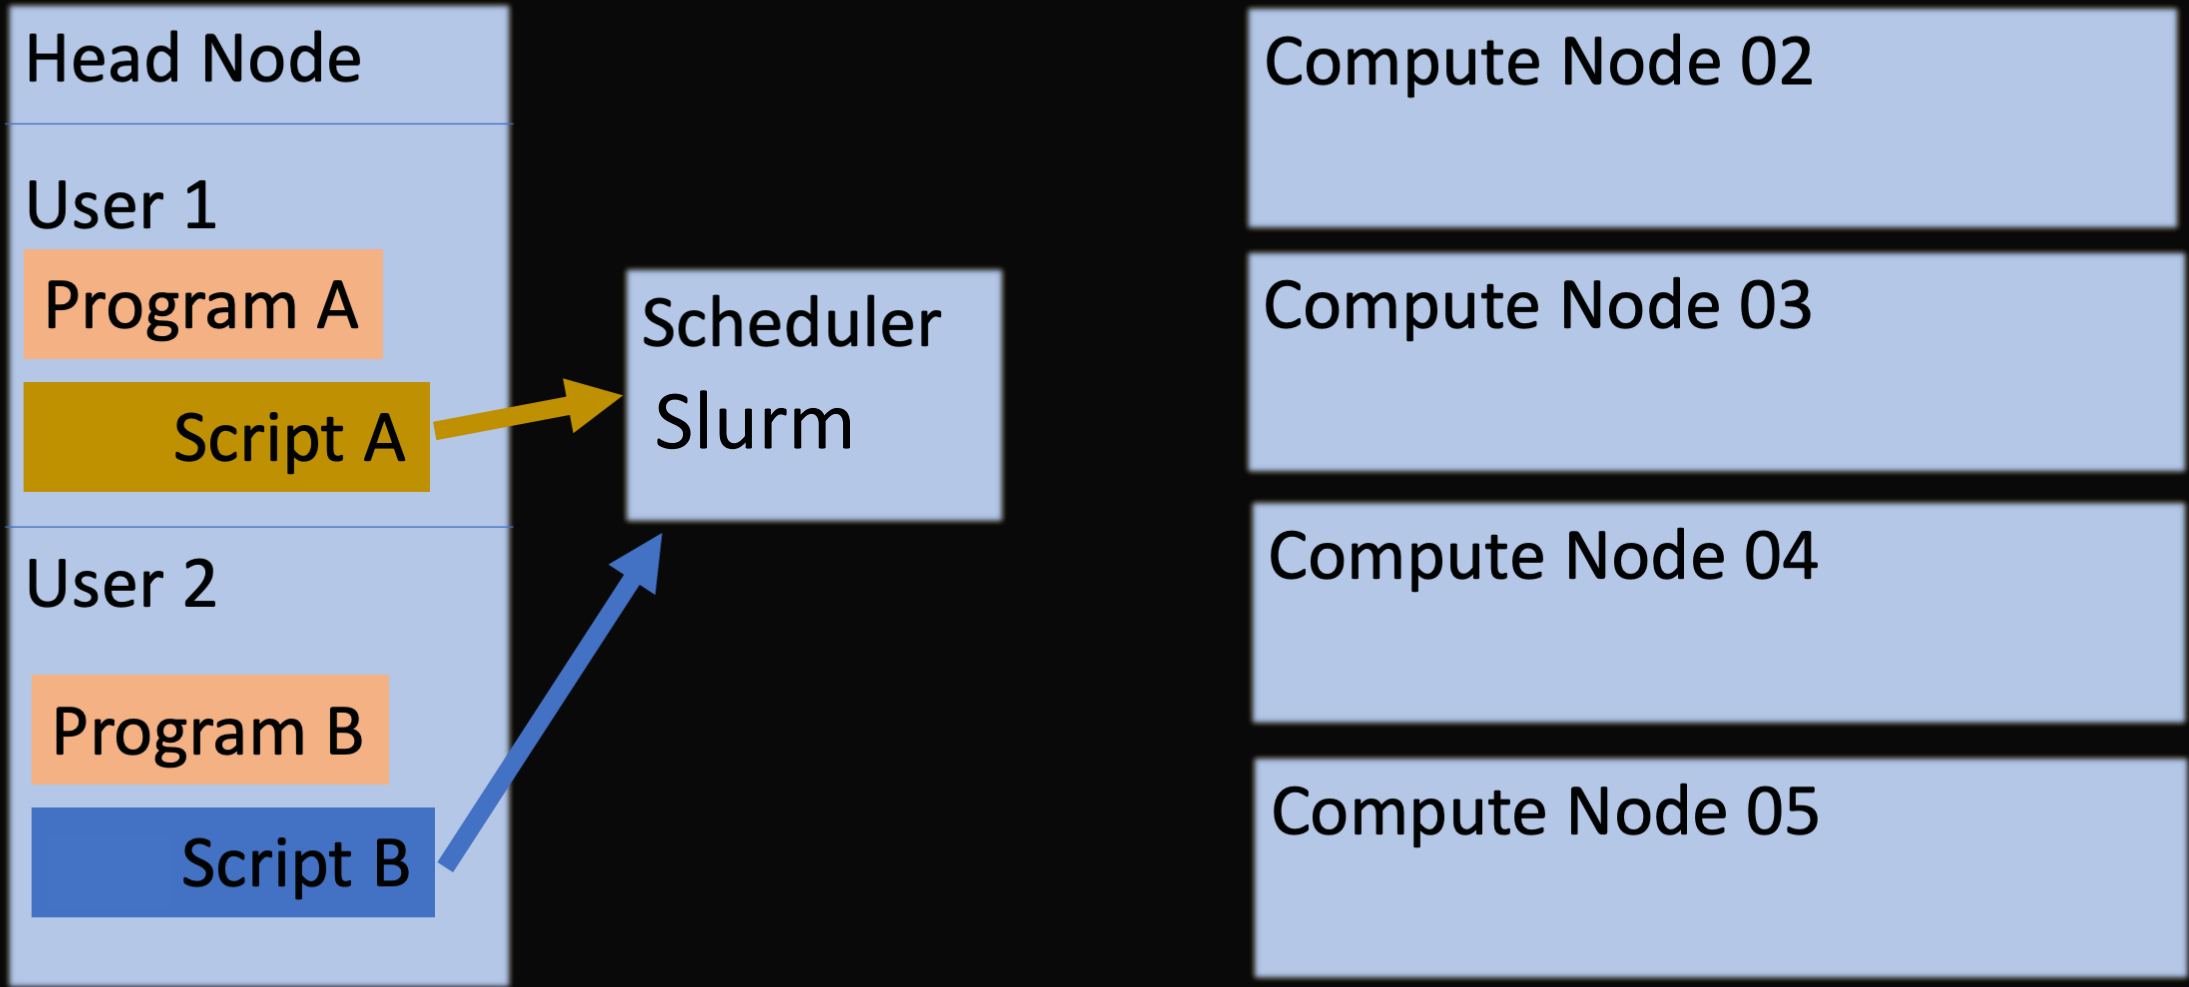 Head Node
User 1
Program A
Script A
User 2
Program B
Script B
Scheduler
Slurm
Compute Node 02
Compute Node 03
Compute Node 04
Compute Node 05